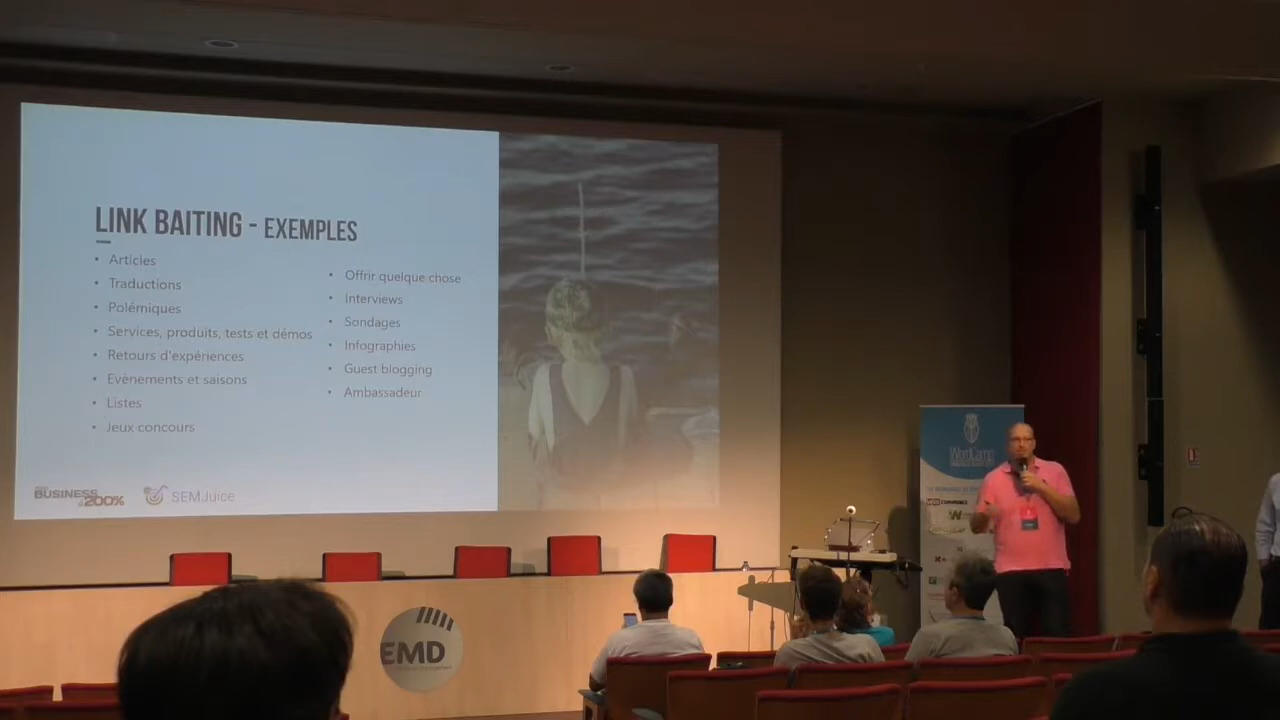 LINK BAITING - EXEMPLES
• Articles
• Traductions
• Polémiques
• Services, produits, tests et démos
• Retours d'expériences
• Evènements et saisons
• Listes
• Jeux concours
• Offrir quelque chose
• Interviews
• Sondages
• Infographies
• Guest blogging
• Ambassadeur
BUSINESS
à 200%
SEMJuice
WordCamp
EMD